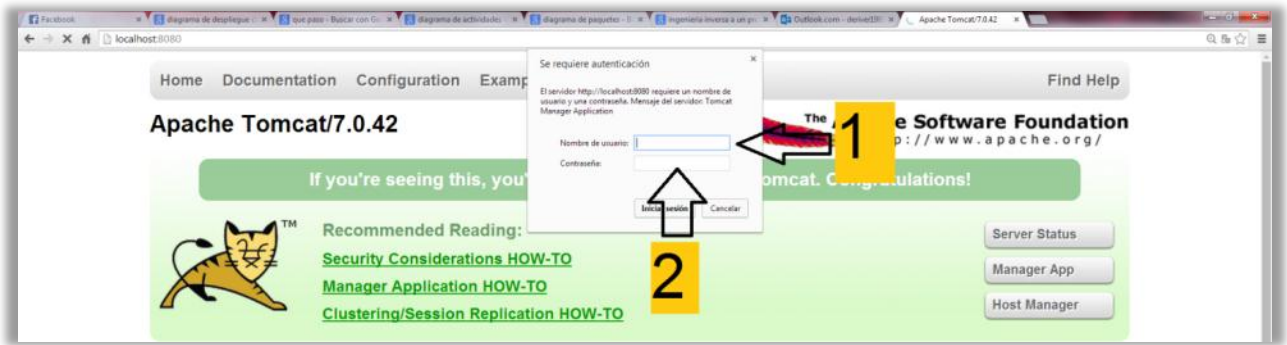 Facebook diagrama de despliegue que paso - Buscar con Go diagrama de actividades - diagrama de paquetes - ingenieria inversa a un Outlook.com - Apache Tomcat/7.0.42
localhost:8080
Home Documentation Configuration Examp Find Help
Se requiere autenticación
El servidor http://localhost:8080 requiere un nombre de
usuario y una contraseña. Mensaje del servidor: Tomcat
Manager Application
Nombre de usuario:
Contraseña:
Iniciar sesión Cancelar
1
2
Apache Tomcat/7.0.42
The e Software Foundation
p://www.apache.org/
If you're seeing this, you' omcat. Congratulations!
TM
Recommended Reading:
Security Considerations HOW-TO
Manager Application HOW-TO
Clustering/Session Replication HOW-TO
Server Status
Manager App
Host Manager